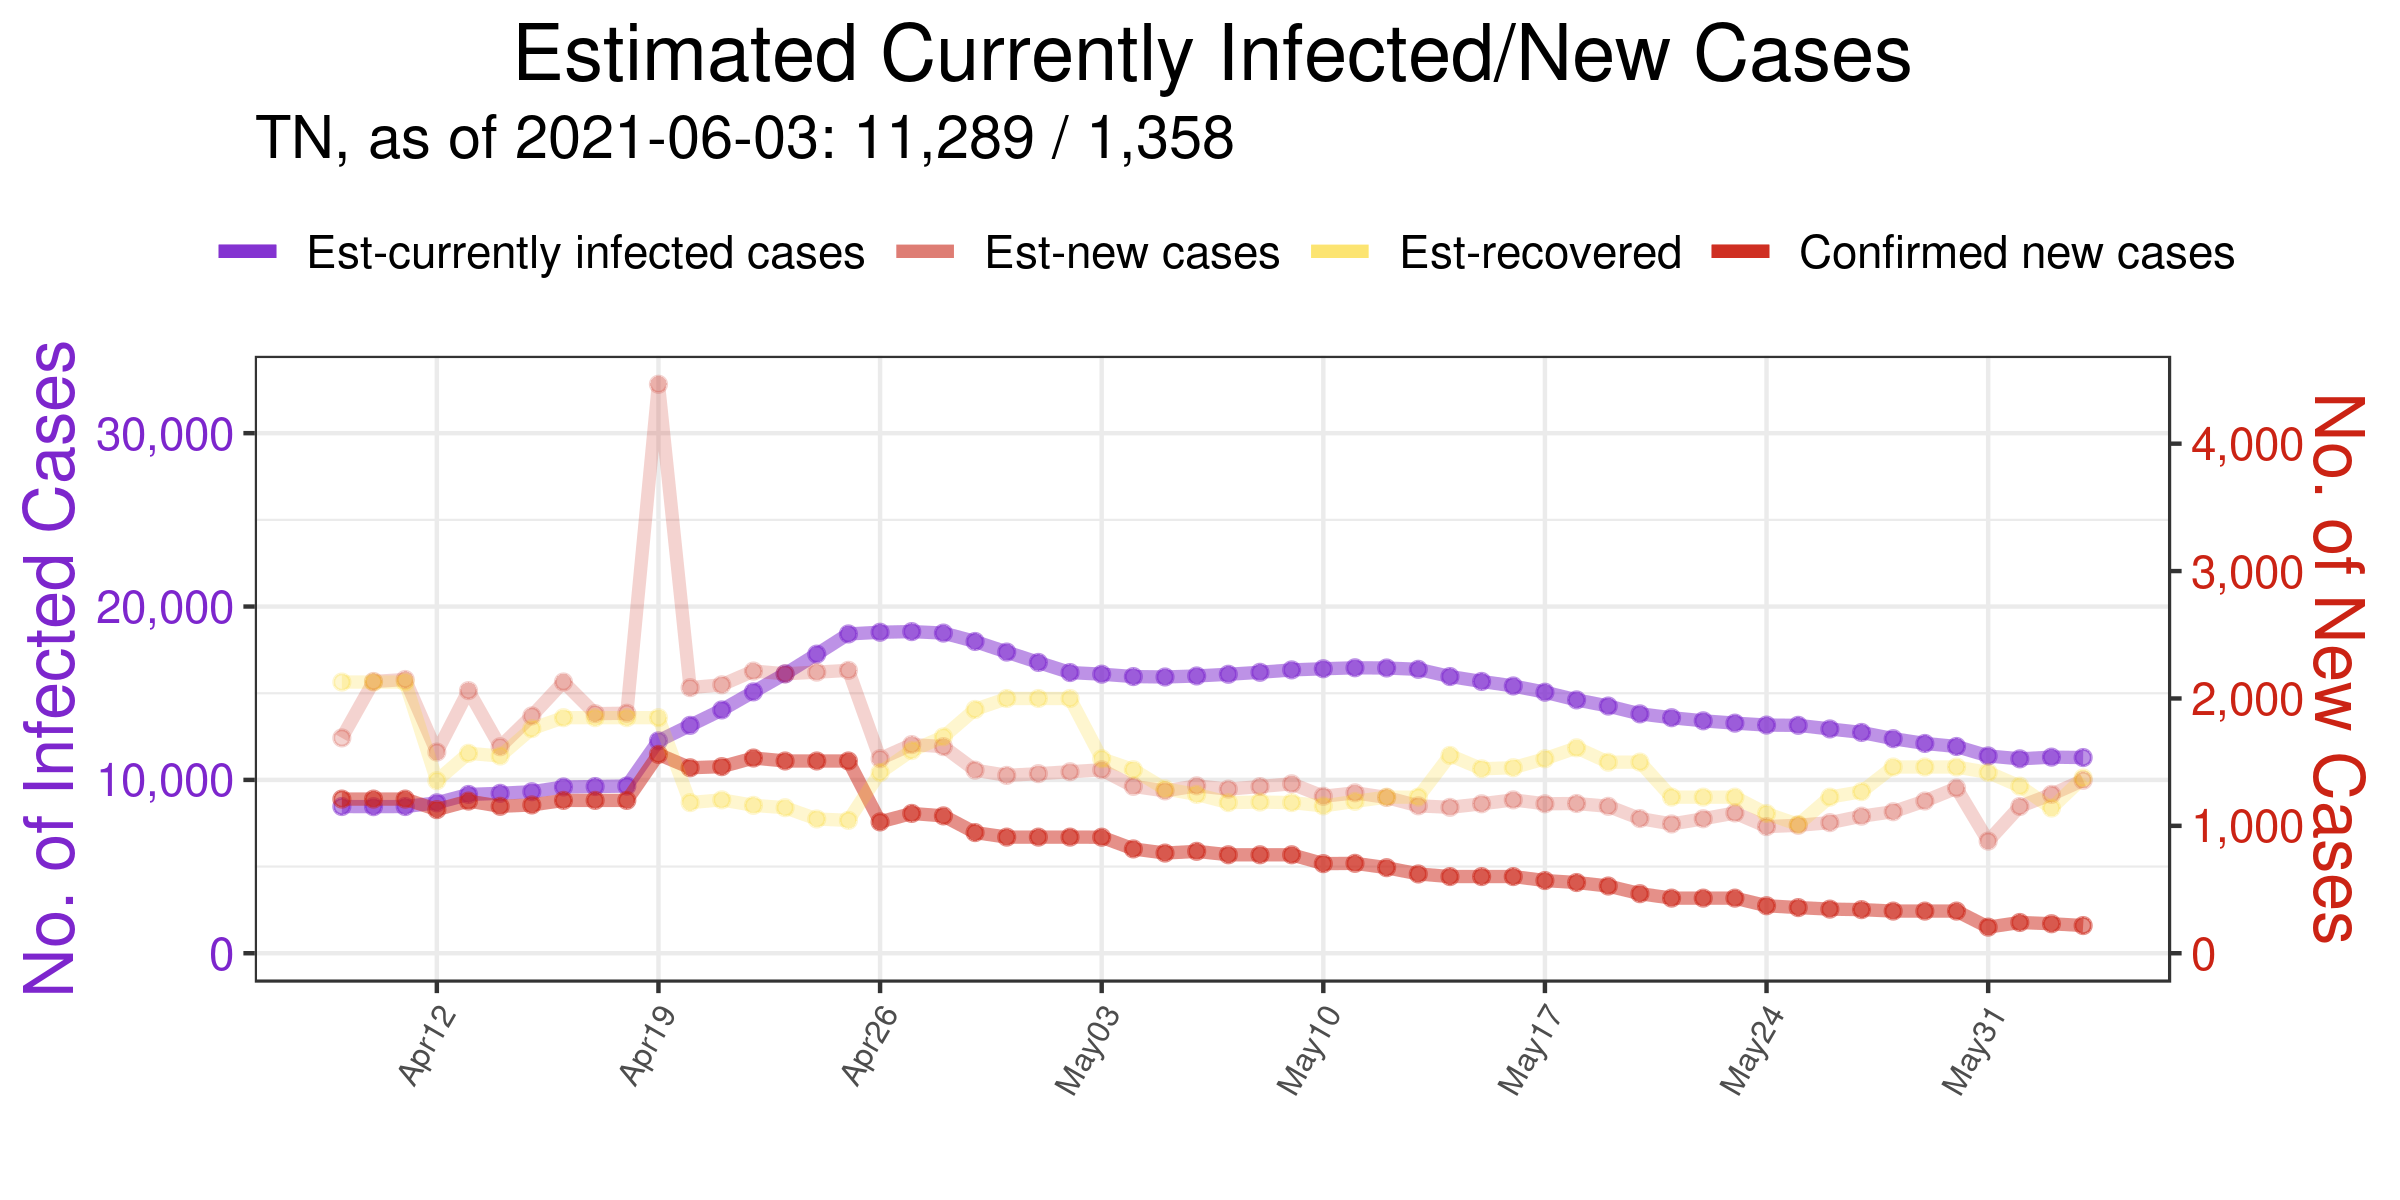 Estimated Currently Infected/New Cases
TN, as of 2021-06-03: 11,289 / 1,358
Est-currently infected cases Est-new cases Est-recovered Confirmed new cases
No. of Infected Cases
30,000
20,000
10,000
0
4,000
3,000
2,000
1,000
0
No. of New Cases
Apr12 Apr19 Apr26 May03 May10 May17 May24 May31